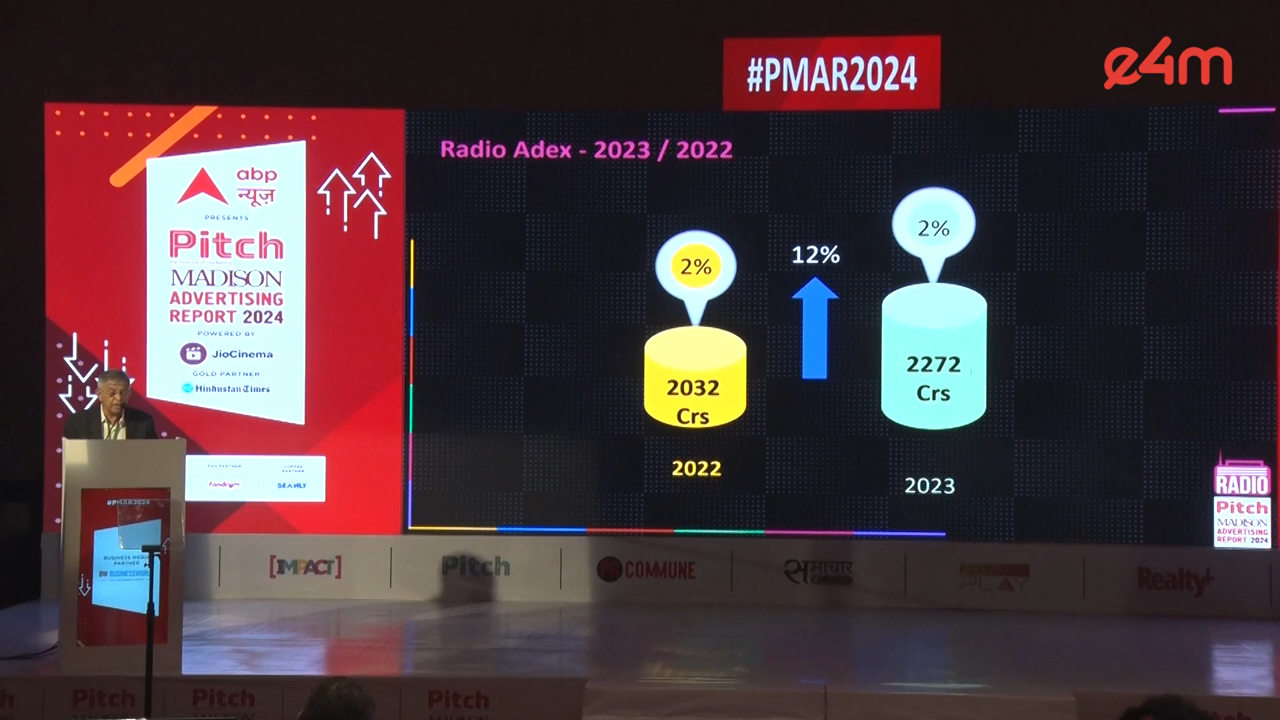 #PMAR2024
e4m
abp
न्यूज़
PRESENTS
Pitch
MADISON
ADVERTISING
REPORT 2024
POWERED BY
JioCinema
GOLD PARTNER
Hindustan Times
Radio Adex - 2023 / 2022
2%
12%
2%
2032
Crs
2272
Crs
2022
2023
RADIO
Pitch
MADISON
ADVERTISING
REPORT 2024
#PMAR2024
PARTNER
[IMPACT]
Pitch
COMMUNE
समाचार
PLAY
Realty+
Pitch
Pitch
Pitch